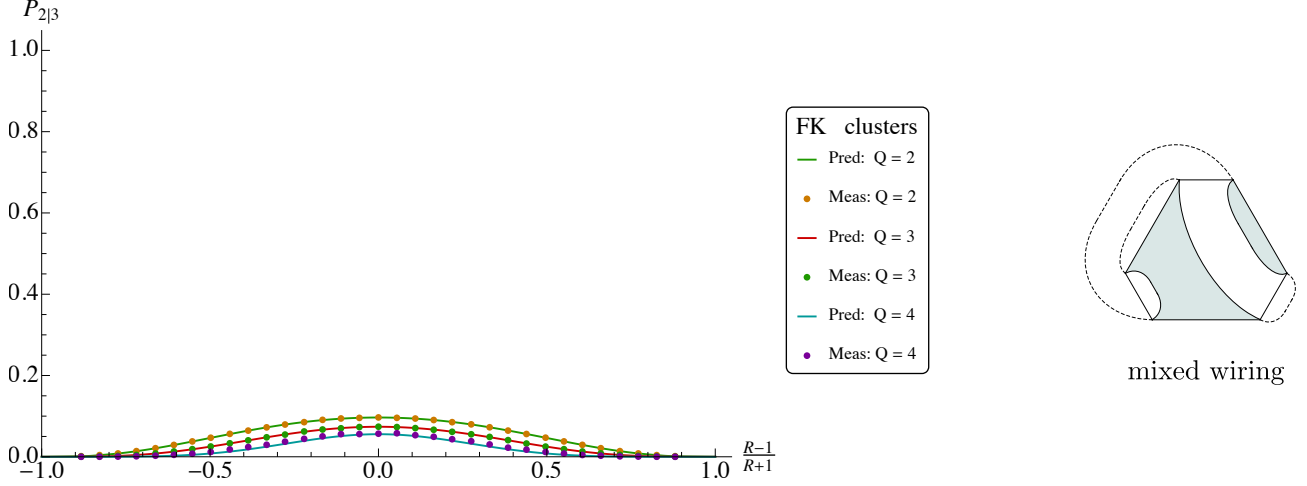 P2|3
1.0
0.8
0.6
0.4
0.2
0.0
−1.0 −0.5 0.0 0.5 1.0
R−1
R+1
FK clusters
Pred: Q = 2
Meas: Q = 2
Pred: Q = 3
Meas: Q = 3
Pred: Q = 4
Meas: Q = 4
mixed wiring